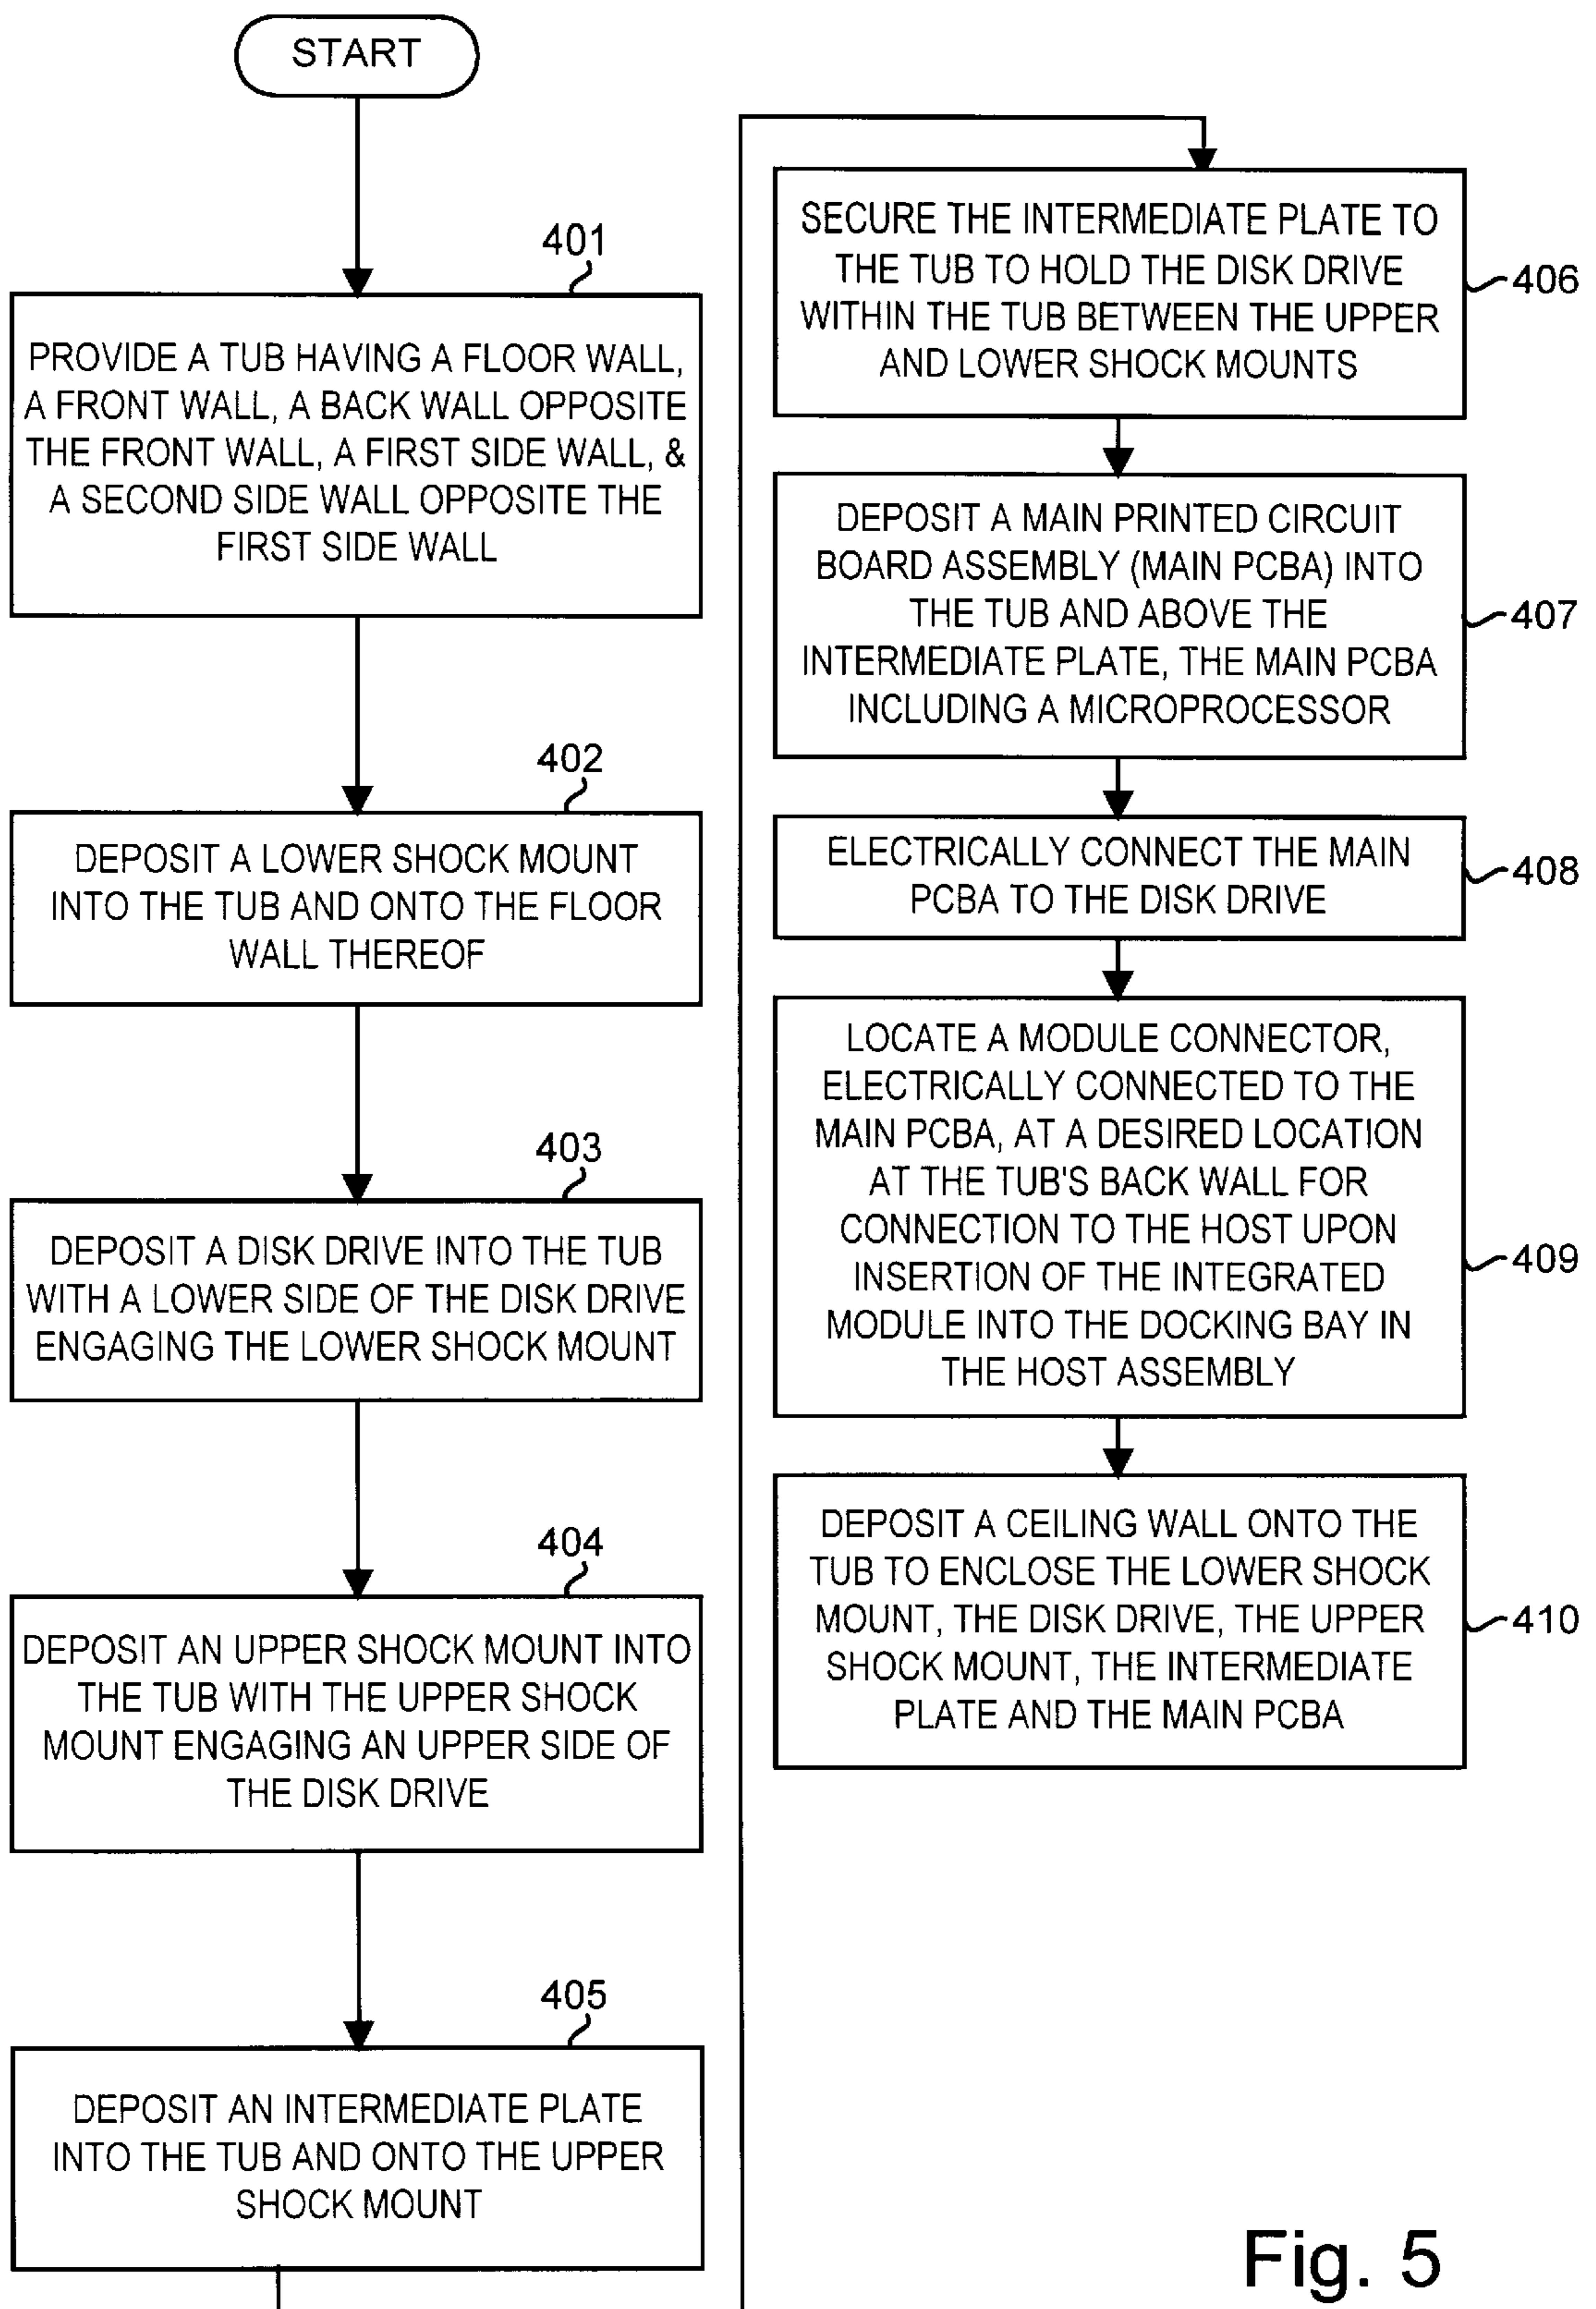 START
401
PROVIDE A TUB HAVING A FLOOR WALL,
A FRONT WALL, A BACK WALL OPPOSITE
THE FRONT WALL, A FIRST SIDE WALL, &
A SECOND SIDE WALL OPPOSITE THE
FIRST SIDE WALL
402
DEPOSIT A LOWER SHOCK MOUNT
INTO THE TUB AND ONTO THE FLOOR
WALL THEREOF
403
DEPOSIT A DISK DRIVE INTO THE TUB
WITH A LOWER SIDE OF THE DISK DRIVE
ENGAGING THE LOWER SHOCK MOUNT
404
DEPOSIT AN UPPER SHOCK MOUNT INTO
THE TUB WITH THE UPPER SHOCK
MOUNT ENGAGING AN UPPER SIDE OF
THE DISK DRIVE
405
DEPOSIT AN INTERMEDIATE PLATE
INTO THE TUB AND ONTO THE UPPER
SHOCK MOUNT
SECURE THE INTERMEDIATE PLATE TO
THE TUB TO HOLD THE DISK DRIVE
WITHIN THE TUB BETWEEN THE UPPER
AND LOWER SHOCK MOUNTS
406
DEPOSIT A MAIN PRINTED CIRCUIT
BOARD ASSEMBLY (MAIN PCBA) INTO
THE TUB AND ABOVE THE
INTERMEDIATE PLATE, THE MAIN PCBA
INCLUDING A MICROPROCESSOR
407
ELECTRICALLY CONNECT THE MAIN
PCBA TO THE DISK DRIVE
408
LOCATE A MODULE CONNECTOR,
ELECTRICALLY CONNECTED TO THE
MAIN PCBA, AT A DESIRED LOCATION
AT THE TUB'S BACK WALL FOR
CONNECTION TO THE HOST UPON
INSERTION OF THE INTEGRATED
MODULE INTO THE DOCKING BAY IN
THE HOST ASSEMBLY
409
DEPOSIT A CEILING WALL ONTO THE
TUB TO ENCLOSE THE LOWER SHOCK
MOUNT, THE DISK DRIVE, THE UPPER
SHOCK MOUNT, THE INTERMEDIATE
PLATE AND THE MAIN PCBA
410
Fig. 5